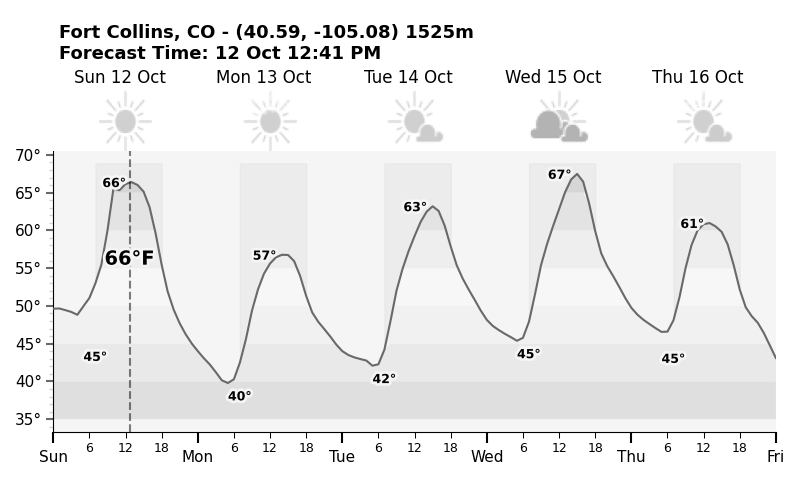 Fort Collins, CO - (40.59, -105.08) 1525m
Forecast Time: 12 Oct 12:41 PM
Sun 12 Oct Mon 13 Oct Tue 14 Oct Wed 15 Oct Thu 16 Oct
70°
65°
60°
55°
50°
45°
40°
35°
66° 57° 63° 67° 61°
66°F
45° 40° 42° 45° 45°
6 12 18 6 12 18 6 12 18 6 12 18 6 12 18
Sun Mon Tue Wed Thu Fri